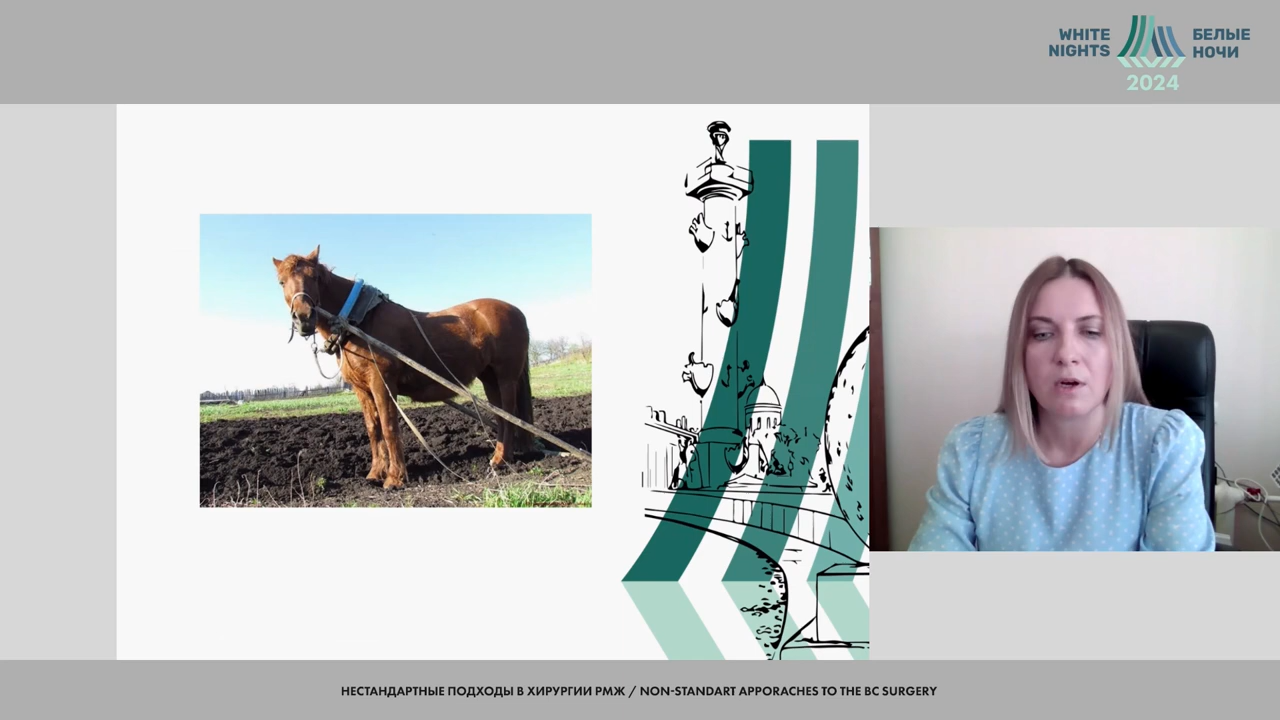 WHITE
NIGHTS
БЕЛЫЕ
НОЧИ
2024
НЕСТАНДАРТНЫЕ ПОДХОДЫ В ХИРУРГИИ РМЖ / NON-STANDART APPORACHES TO THE BC SURGERY